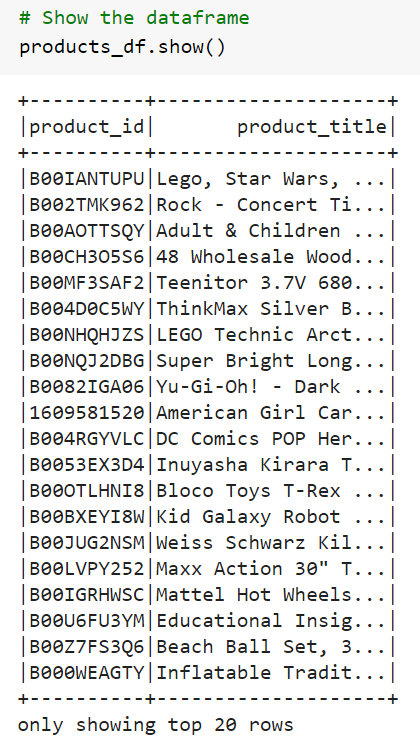 # Show the dataframe
products_df.show()
+----------+--------------------+
|product_id|       product_title|
+----------+--------------------+
|B00IANTUPU|Lego, Star Wars, ...|
|B002TMK962|Rock - Concert Ti...|
|B00AOTTSQY|Adult & Children ...|
|B00CH3O5S6|48 Wholesale Wood...|
|B00MF3SAF2|Teenitor 3.7V 680...|
|B004D0C5WY|ThinkMax Silver B...|
|B00NHQHJZS|LEGO Technic Arct...|
|B00NQJ2DBG|Super Bright Long...|
|B0082IGA06|Yu-Gi-Oh! - Dark ...|
|1609581520|American Girl Car...|
|B004RGYVLC|DC Comics POP Her...|
|B0053EX3D4|Inuyasha Kirara T...|
|B00OTLHNI8|Bloco Toys T-Rex ...|
|B00BXEYI8W|Kid Galaxy Robot ...|
|B00JUG2NSM|Weiss Schwarz Kil...|
|B00LVPY252|Maxx Action 30" T...|
|B00IGRHWSC|Mattel Hot Wheels...|
|B00U6FU3YM|Educational Insig...|
|B00Z7FS3Q6|Beach Ball Set, 3...|
|B000WEAGTY|Inflatable Tradit...|
+----------+--------------------+
only showing top 20 rows